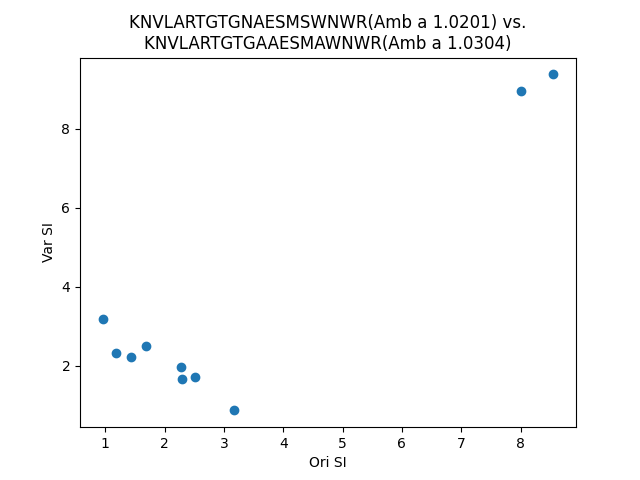 KNVLARTGTGNAESMSWNWR(Amb a 1.0201) vs.
KNVLARTGTGAAESMAWNWR(Amb a 1.0304)
8
6
4
2
Var SI
1 2 3 4 5 6 7 8
Ori SI